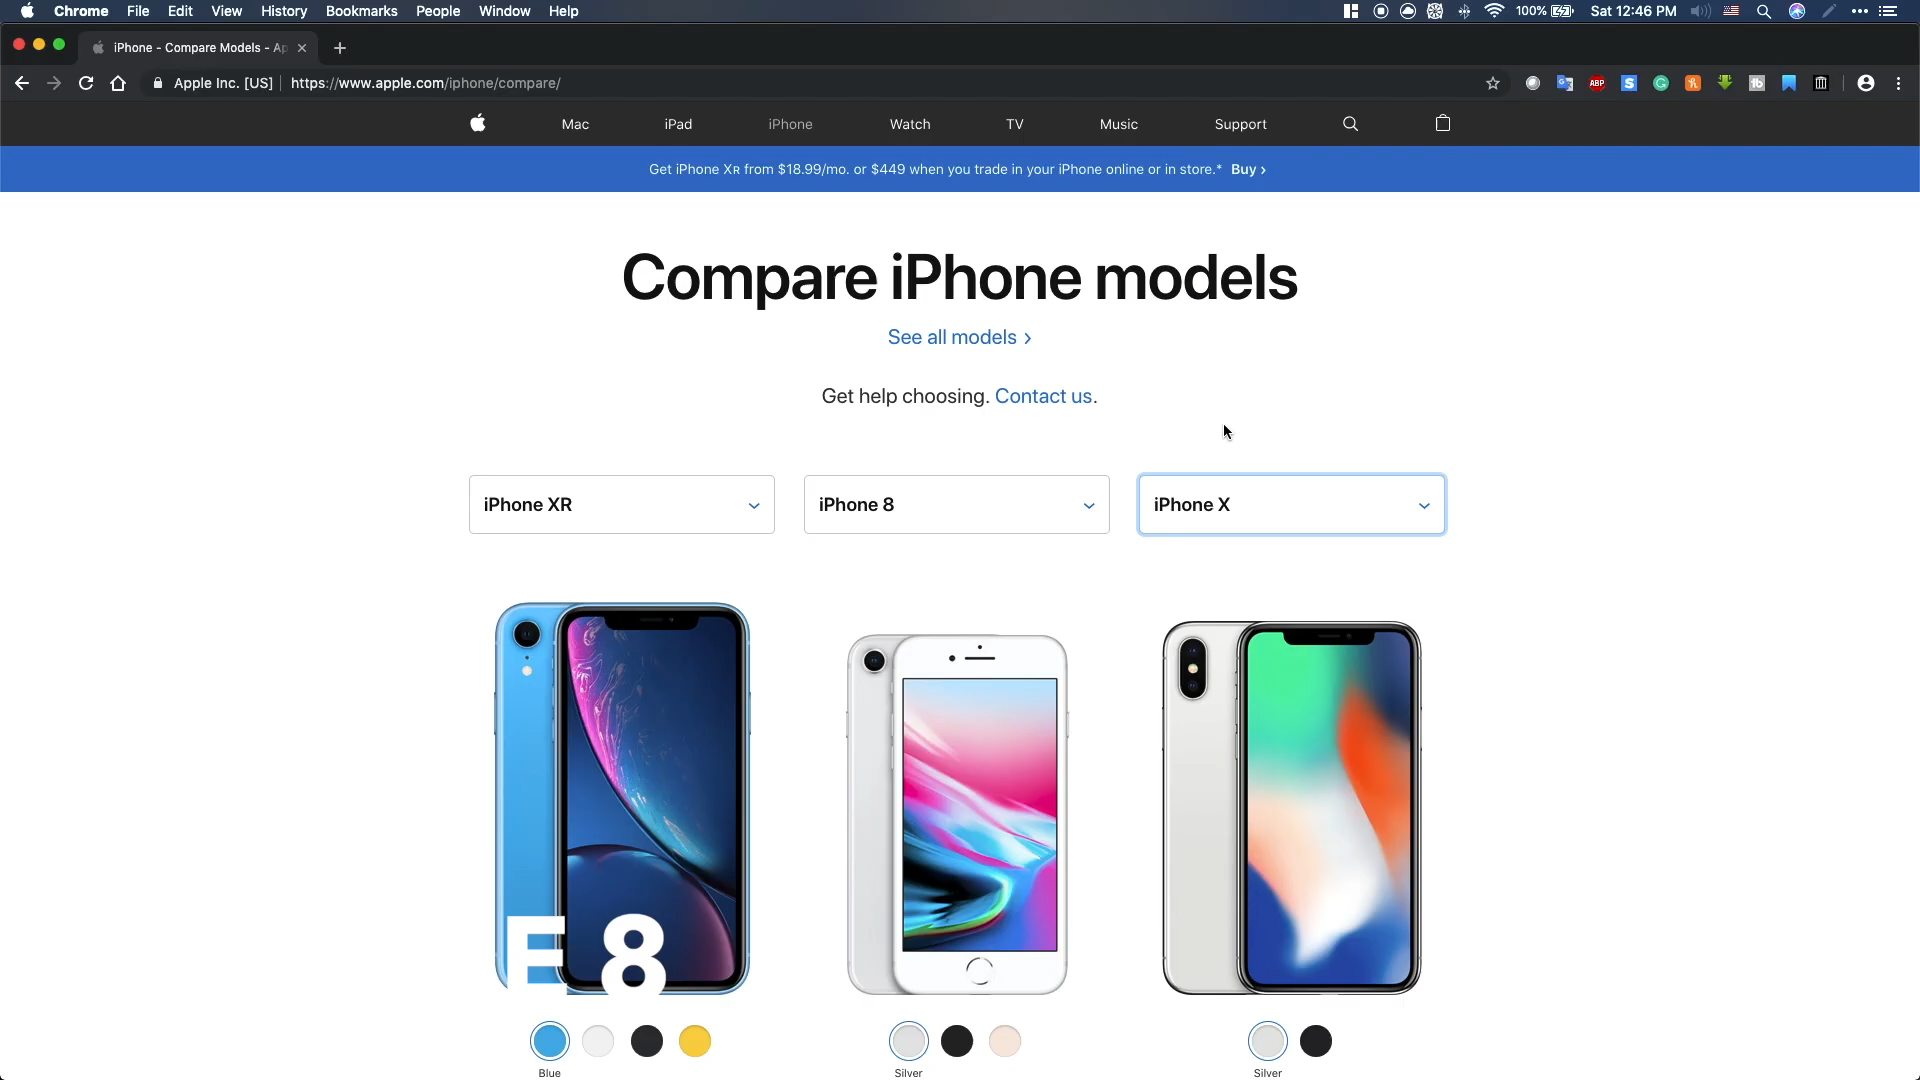 Chrome File Edit View History Bookmarks People Window Help 100% Sat 12:46 PM
iPhone - Compare Models - Ap
Apple Inc. [US] https://www.apple.com/iphone/compare/ ABP S G tb
Mac iPad iPhone Watch TV Music Support
Get iPhone XR from $18.99/mo. or $449 when you trade in your iPhone online or in store.* Buy >
Compare iPhone models
See all models >
Get help choosing. Contact us.
iPhone XR iPhone 8 iPhone X
E 8
Blue Silver Silver